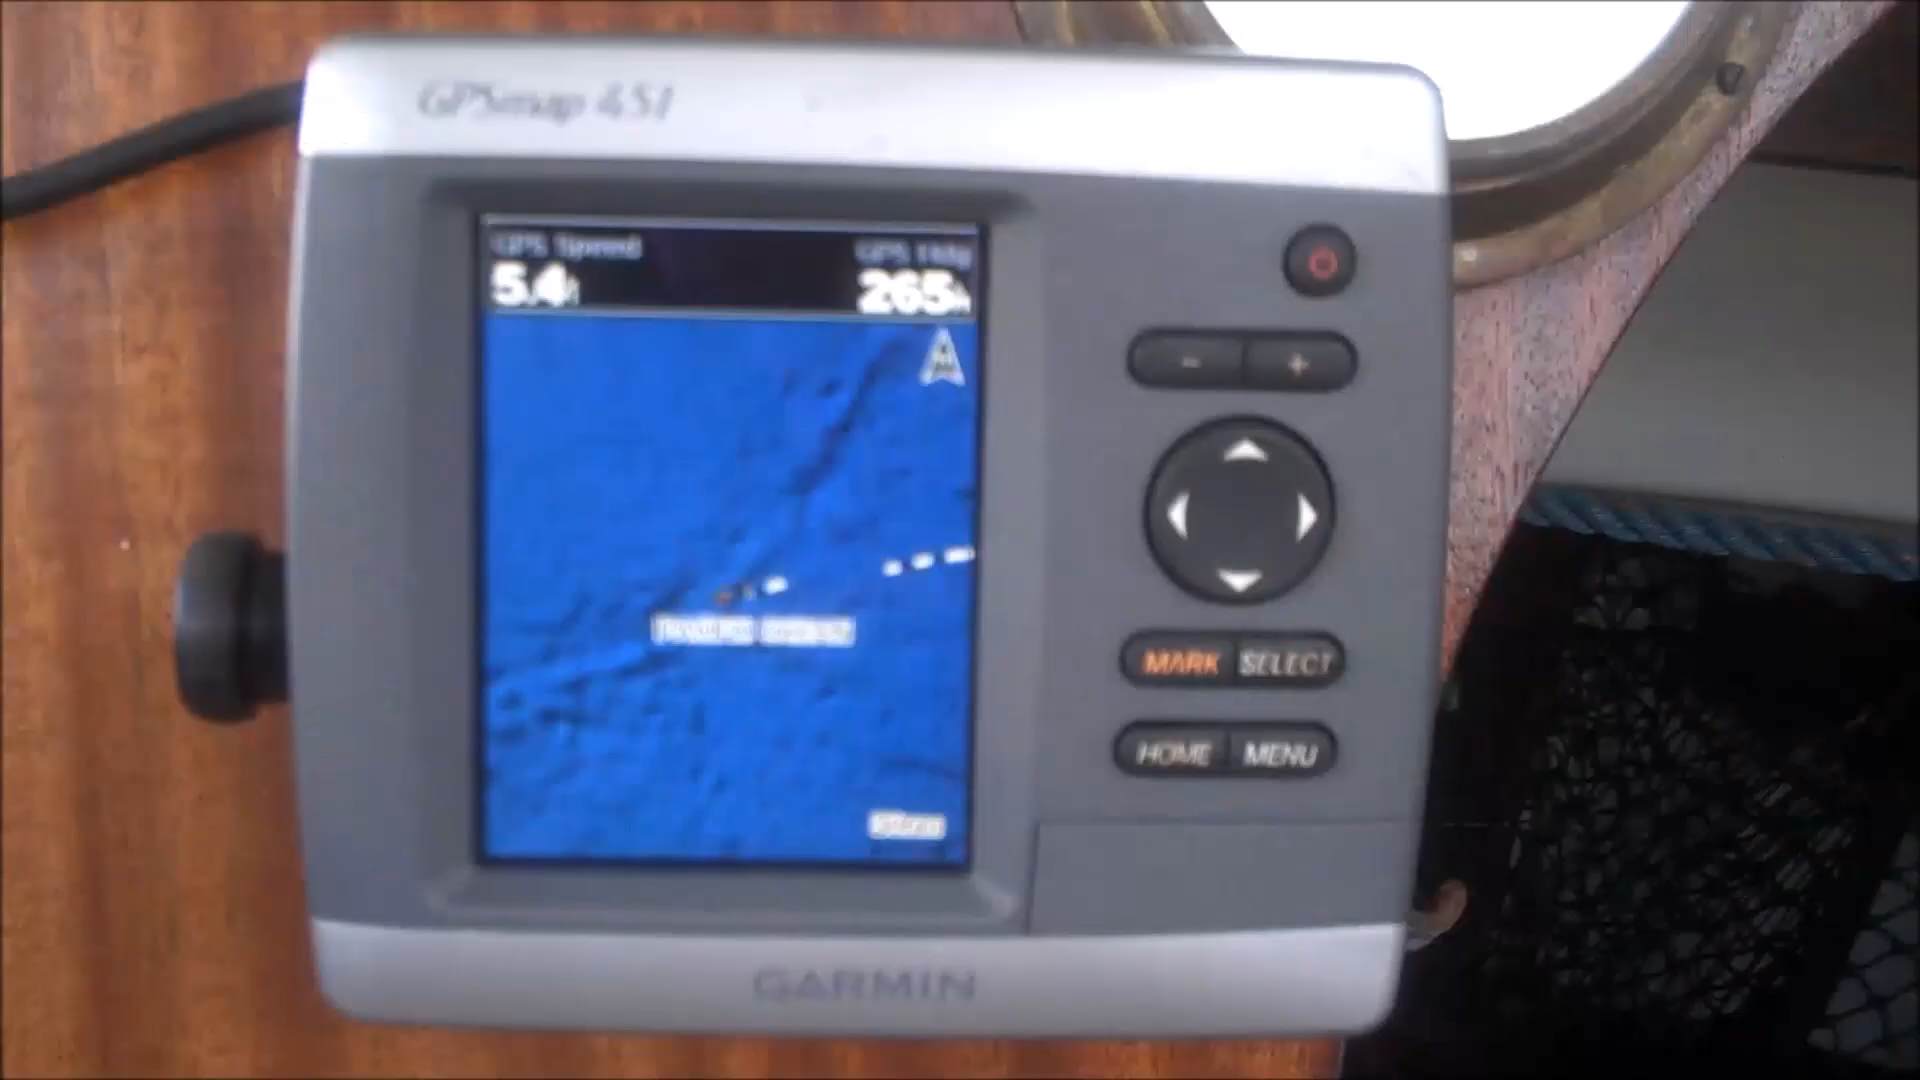 GPSmap 451
GPS Speed
GPS Hdg
5.4
265
N
- +
MARK SELECT
HOME MENU
GARMIN